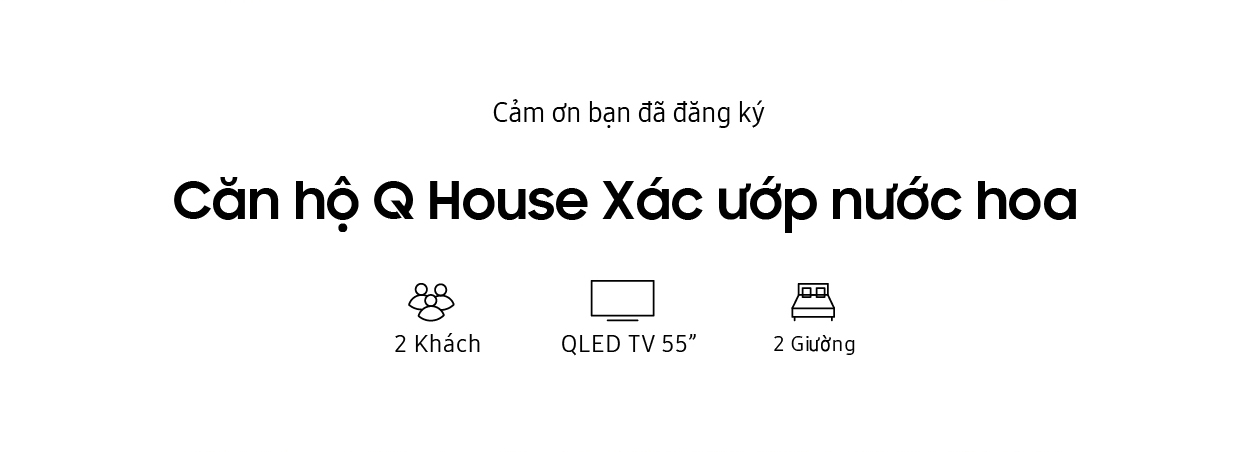 Cảm ơn bạn đã đăng ký
Căn hộ Q House Xác ướp nước hoa
2 Khách
QLED TV 55”
2 Giường